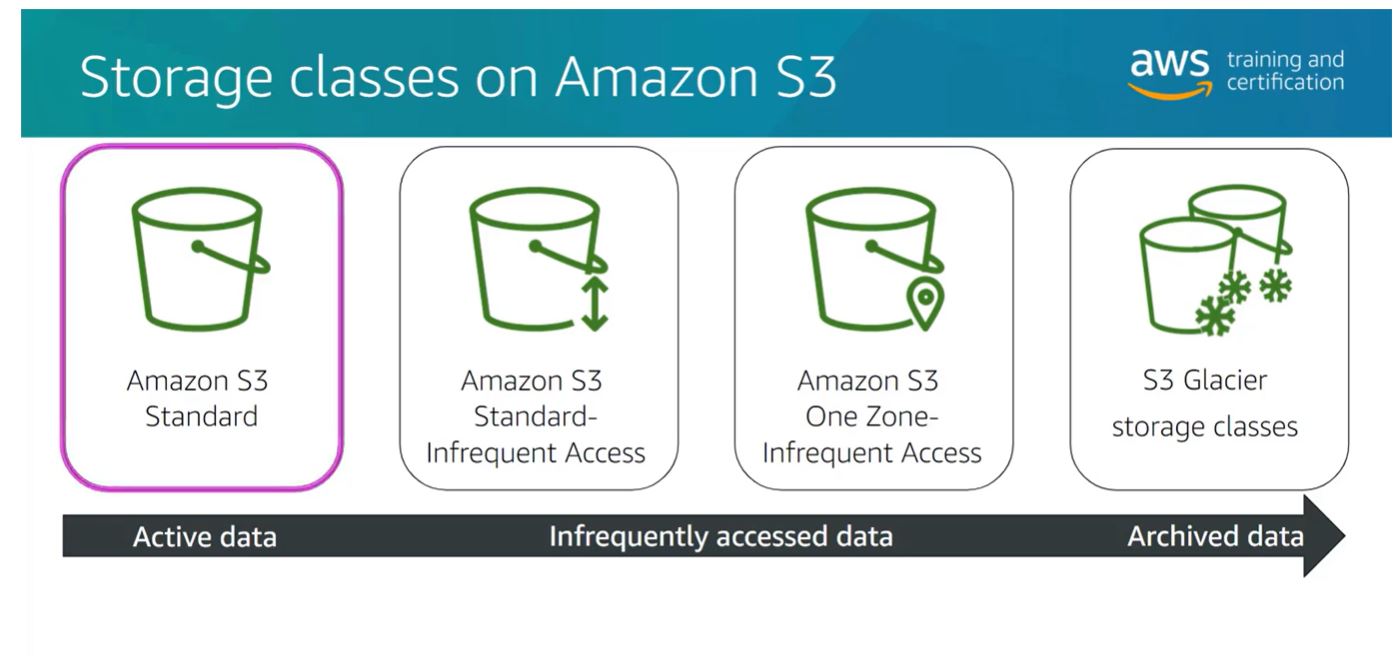 Storage classes on Amazon S3
aws training and
certification
Amazon S3
Standard
Amazon S3
Standard-
Infrequent Access
Amazon S3
One Zone-
Infrequent Access
S3 Glacier
storage classes
Active data
Infrequently accessed data
Archived data